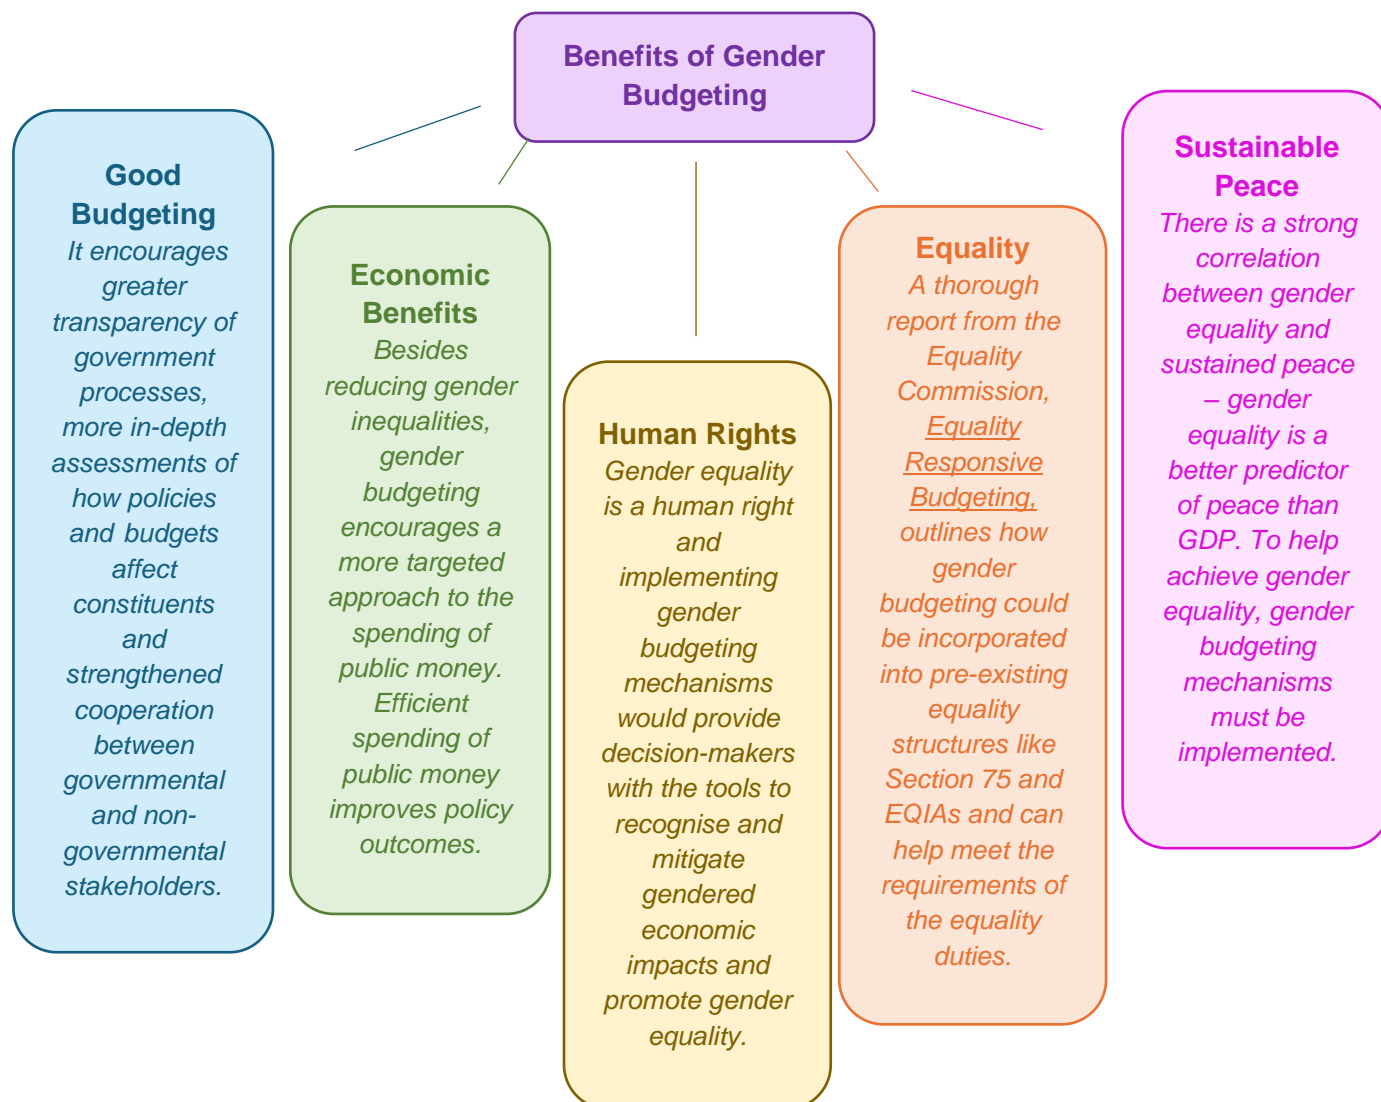 Benefits of Gender
Budgeting
Good
Budgeting
It encourages
greater
transparency of
government
processes,
more in-depth
assessments of
how policies
and budgets
affect
constituents
and
strengthened
cooperation
between
governmental
and non-
governmental
stakeholders.
Economic
Benefits
Besides
reducing gender
inequalities,
gender
budgeting
encourages a
more targeted
approach to the
spending of
public money.
Efficient
spending of
public money
improves policy
outcomes.
Human Rights
Gender equality
is a human right
and
implementing
gender
budgeting
mechanisms
would provide
decision-makers
with the tools to
recognise and
mitigate
gendered
economic
impacts and
promote gender
equality.
Equality
A thorough
report from the
Equality
Commission,
Equality
Responsive
Budgeting,
outlines how
gender
budgeting could
be incorporated
into pre-existing
equality
structures like
Section 75 and
EQIAs and can
help meet the
requirements of
the equality
duties.
Sustainable
Peace
There is a strong
correlation
between gender
equality and
sustained peace
– gender
equality is a
better predictor
of peace than
GDP. To help
achieve gender
equality, gender
budgeting
mechanisms
must be
implemented.